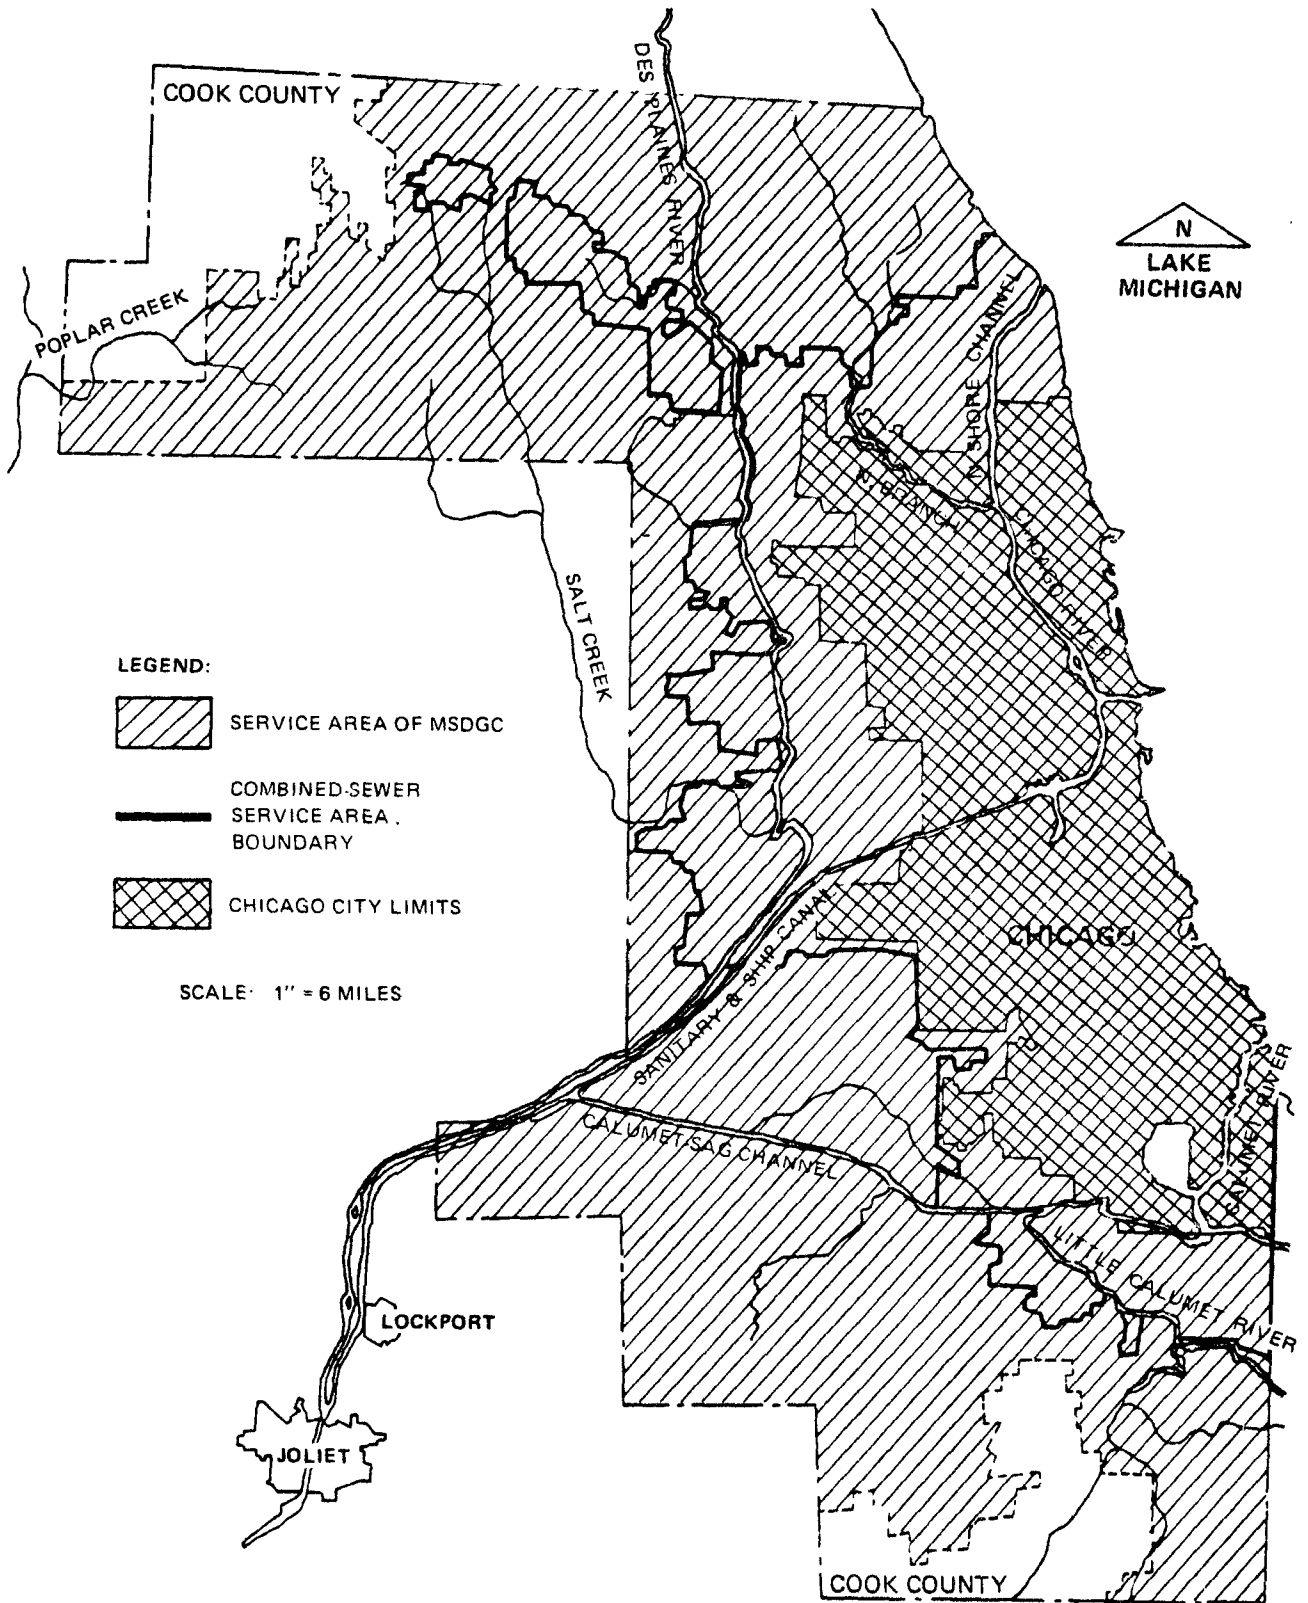 DES PLAINES RIVER
COOK COUNTY
N
LAKE
MICHIGAN
POPLAR CREEK
N SHORE CHANNEL
N. BRANCH
CHICAGO RIVER
SALT CREEK
LEGEND:
SERVICE AREA OF MSDGC
COMBINED-SEWER
SERVICE AREA.
BOUNDARY
CHICAGO CITY LIMITS
SCALE: 1" = 6 MILES
CHICAGO
SANITARY & SHIP CANAL
CALUMET RIVER
CALUMET-SAG CHANNEL
LITTLE CALUMET RIVER
LOCKPORT
JOLIET
COOK COUNTY